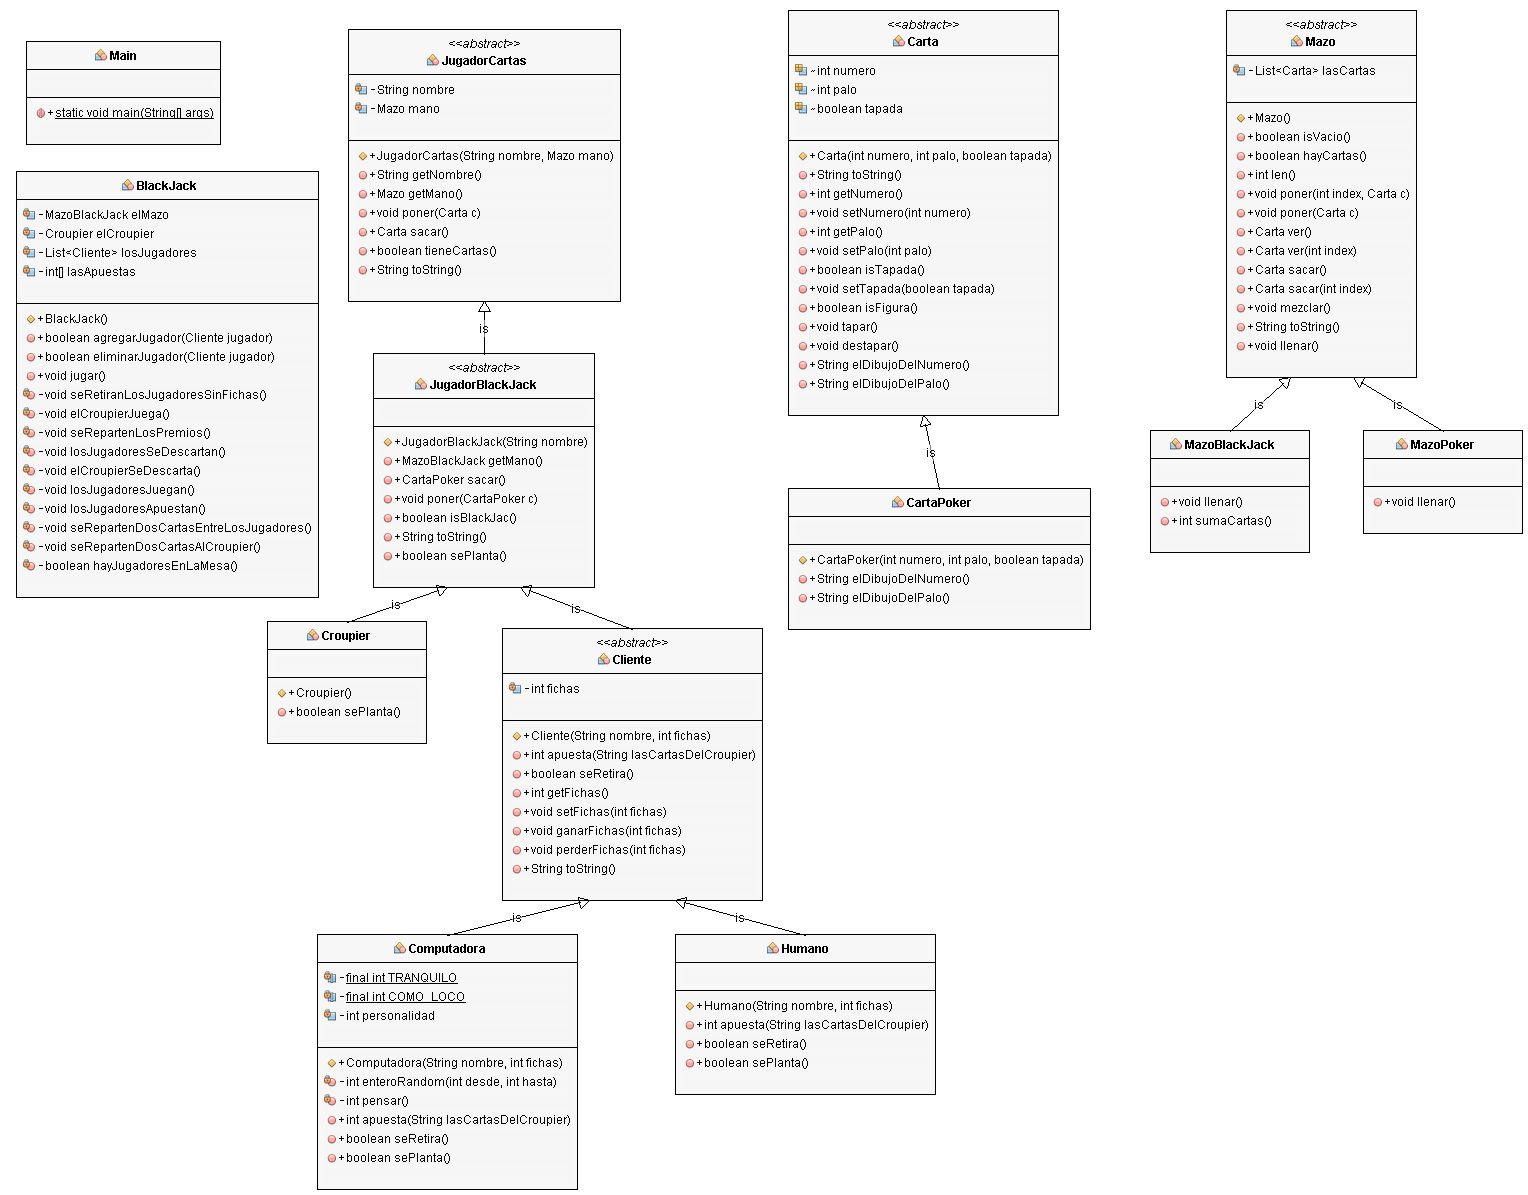 Main
+ static void main(String[] args)
BlackJack
- MazoBlackJack elMazo
- Croupier elCroupier
- List<Cliente> losJugadores
- int[] lasApuestas
+ BlackJack()
+ boolean agregarJugador(Cliente jugador)
+ boolean eliminarJugador(Cliente jugador)
+ void jugar()
- void seRetiranLosJugadoresSinFichas()
- void elCroupierJuega()
- void seRepartenLosPremios()
- void losJugadoresSeDescartan()
- void elCroupierSeDescarta()
- void losJugadoresJuegan()
- void losJugadoresApuestan()
- void seRepartenDosCartasEntreLosJugadores()
- void seRepartenDosCartasAlCroupier()
- boolean hayJugadoresEnLaMesa()
<<abstract>>
JugadorCartas
- String nombre
- Mazo mano
+ JugadorCartas(String nombre, Mazo mano)
+ String getNombre()
+ Mazo getMano()
+ void poner(Carta c)
+ Carta sacar()
+ boolean tieneCartas()
+ String toString()
is
<<abstract>>
JugadorBlackJack
+ JugadorBlackJack(String nombre)
+ MazoBlackJack getMano()
+ CartaPoker sacar()
+ void poner(CartaPoker c)
+ boolean isBlackJac()
+ String toString()
+ boolean sePlanta()
is
is
Croupier
+ Croupier()
+ boolean sePlanta()
<<abstract>>
Cliente
- int fichas
+ Cliente(String nombre, int fichas)
+ int apuesta(String lasCartasDelCroupier)
+ boolean seRetira()
+ int getFichas()
+ void setFichas(int fichas)
+ void ganarFichas(int fichas)
+ void perderFichas(int fichas)
+ String toString()
is
is
Computadora
- final int TRANQUILO
- final int COMO_LOCO
- int personalidad
+ Computadora(String nombre, int fichas)
- int enteroRandom(int desde, int hasta)
- int pensar()
+ int apuesta(String lasCartasDelCroupier)
+ boolean seRetira()
+ boolean sePlanta()
Humano
+ Humano(String nombre, int fichas)
+ int apuesta(String lasCartasDelCroupier)
+ boolean seRetira()
+ boolean sePlanta()
<<abstract>>
Carta
~ int numero
~ int palo
~ boolean tapada
+ Carta(int numero, int palo, boolean tapada)
+ String toString()
+ int getNumero()
+ void setNumero(int numero)
+ int getPalo()
+ void setPalo(int palo)
+ boolean isTapada()
+ void setTapada(boolean tapada)
+ boolean isFigura()
+ void tapar()
+ void destapar()
+ String elDibujoDelNumero()
+ String elDibujoDelPalo()
is
CartaPoker
+ CartaPoker(int numero, int palo, boolean tapada)
+ String elDibujoDelNumero()
+ String elDibujoDelPalo()
<<abstract>>
Mazo
- List<Carta> lasCartas
+ Mazo()
+ boolean isVacio()
+ boolean hayCartas()
+ int len()
+ void poner(int index, Carta c)
+ void poner(Carta c)
+ Carta ver()
+ Carta ver(int index)
+ Carta sacar()
+ Carta sacar(int index)
+ void mezclar()
+ String toString()
+ void llenar()
is
is
MazoBlackJack
+ void llenar()
+ int sumaCartas()
MazoPoker
+ void llenar()